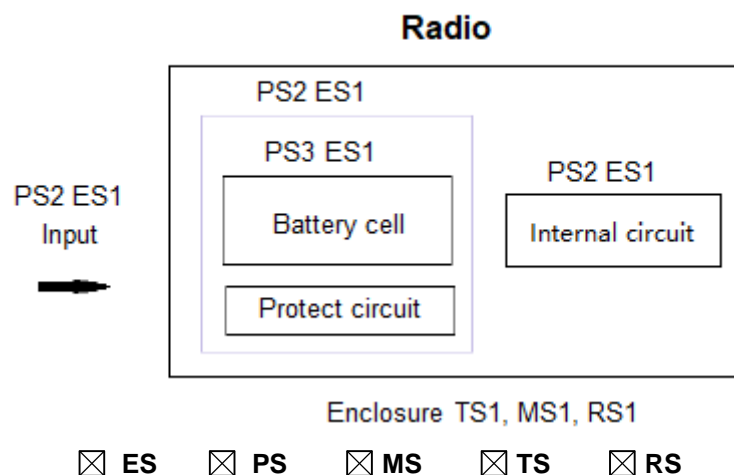 Radio
PS2 ES1
PS3 ES1
PS2 ES1
PS2 ES1
Battery cell
Internal circuit
Input
Protect circuit
Enclosure TS1, MS1, RS1
☒ ES ☒ PS ☒ MS ☒ TS ☒ RS